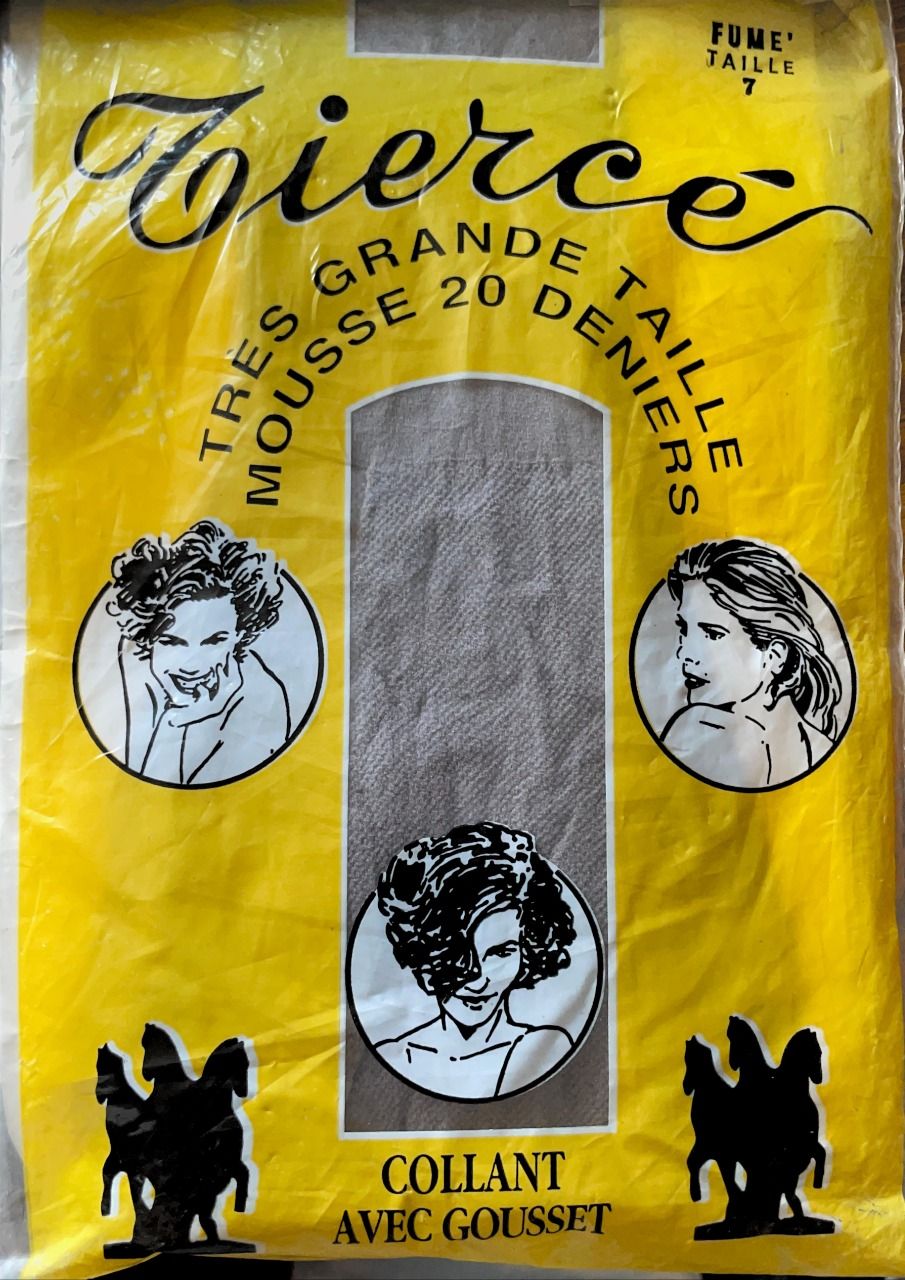 FUME'
TAILLE
7
Tiercé
TRÈS GRANDE TAILLE
MOUSSE 20 DENIERS
COLLANT
AVEC GOUSSET